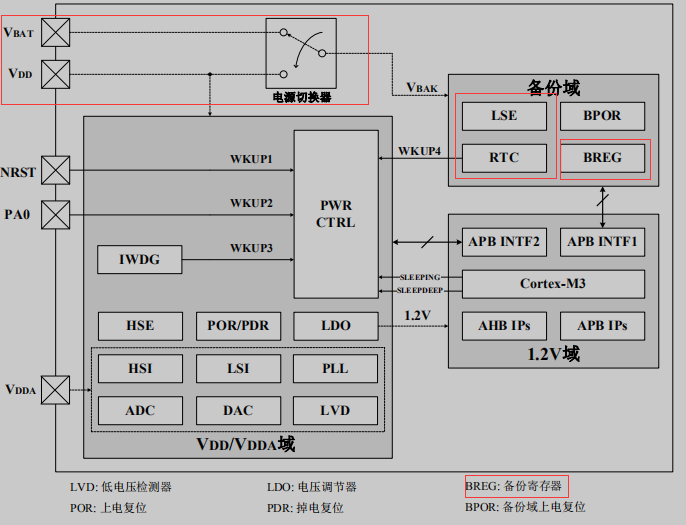 VBAT
VDD
电源切换器
VBAK
备份域
LSE
BPOR
RTC
BREG
WKUP4
NRST
WKUP1
PA0
WKUP2
PWR
CTRL
IWDG
WKUP3
APB INTF2
APB INTF1
SLEEPING
SLEEPDEEP
Cortex-M3
HSE
POR/PDR
LDO
1.2V
AHB IPs
APB IPs
1.2V域
VDDA
HSI
LSI
PLL
ADC
DAC
LVD
VDD/VDDA域
LVD: 低电压检测器
LDO: 电压调节器
BREG: 备份寄存器
POR: 上电复位
PDR: 掉电复位
BPOR: 备份域上电复位